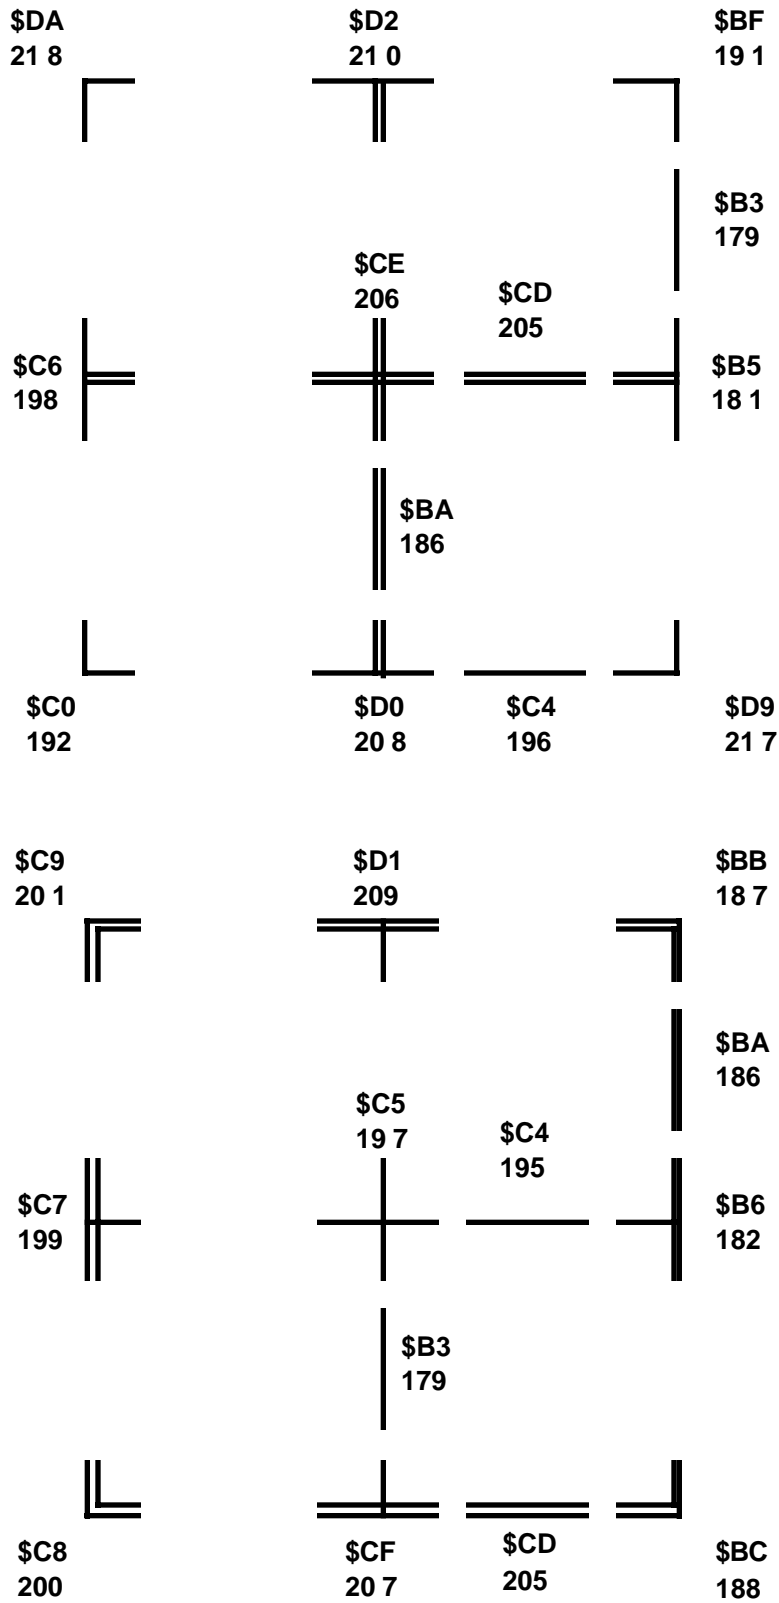 $DA
21 8
$D2
21 0
$BF
19 1
$B3
179
$CE
206
$CD
205
$C6
198
$B5
18 1
$BA
186
$C0
192
$D0
20 8
$C4
196
$D9
21 7
$C9
20 1
$D1
209
$BB
18 7
$BA
186
$C5
19 7
$C4
195
$C7
199
$B6
182
$B3
179
$C8
200
$CF
20 7
$CD
205
$BC
188